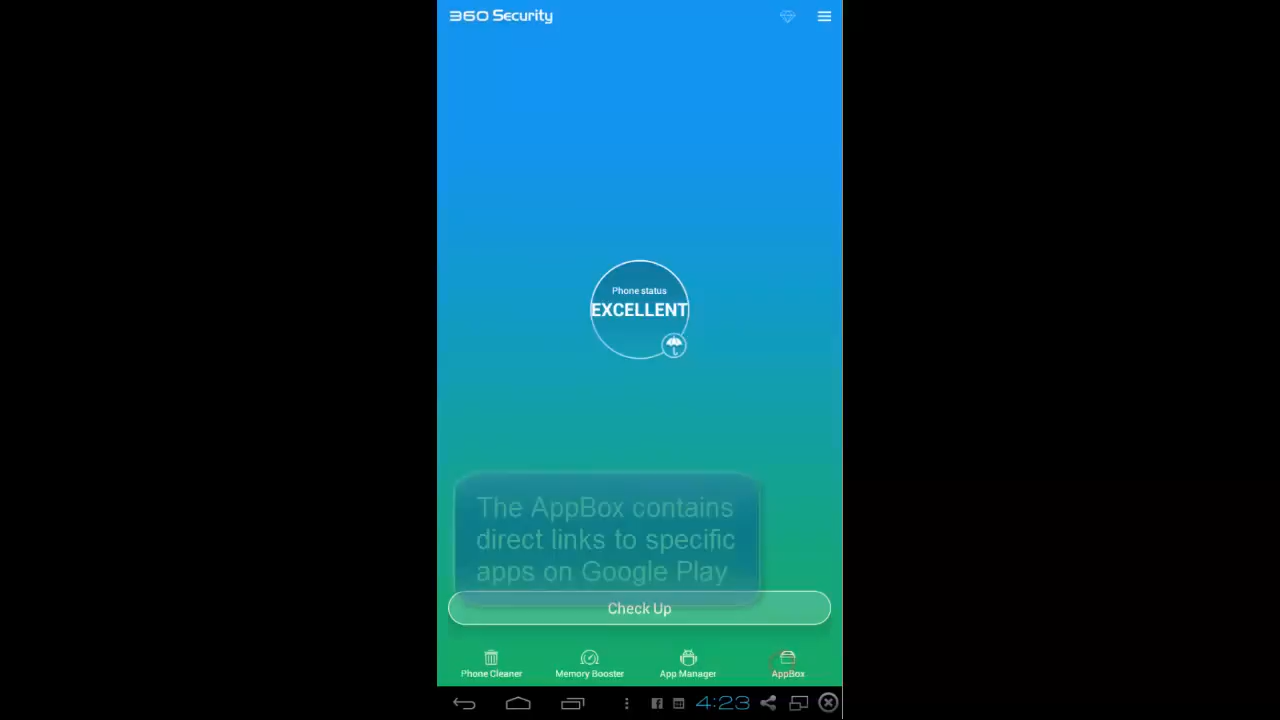 360 Security
Phone status
EXCELLENT
The AppBox contains
direct links to specific
apps on Google Play
Check Up
Phone Cleaner
Memory Booster
App Manager
AppBox
4:23